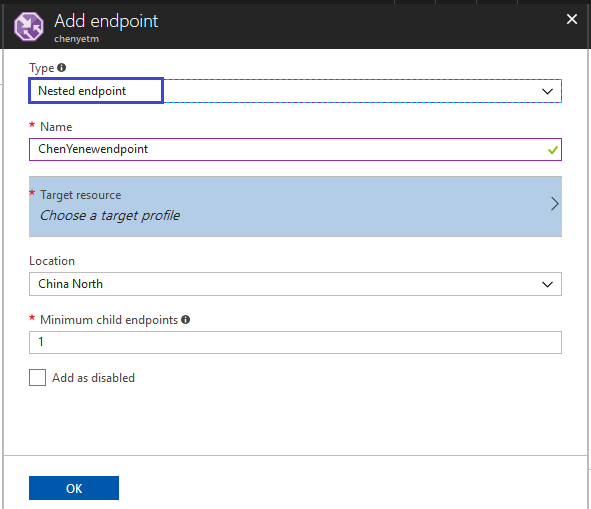 Add endpoint
chenyetm
Type
Nested endpoint
* Name
ChenYenewendpoint
* Target resource
Choose a target profile
Location
China North
* Minimum child endpoints
1
Add as disabled
OK